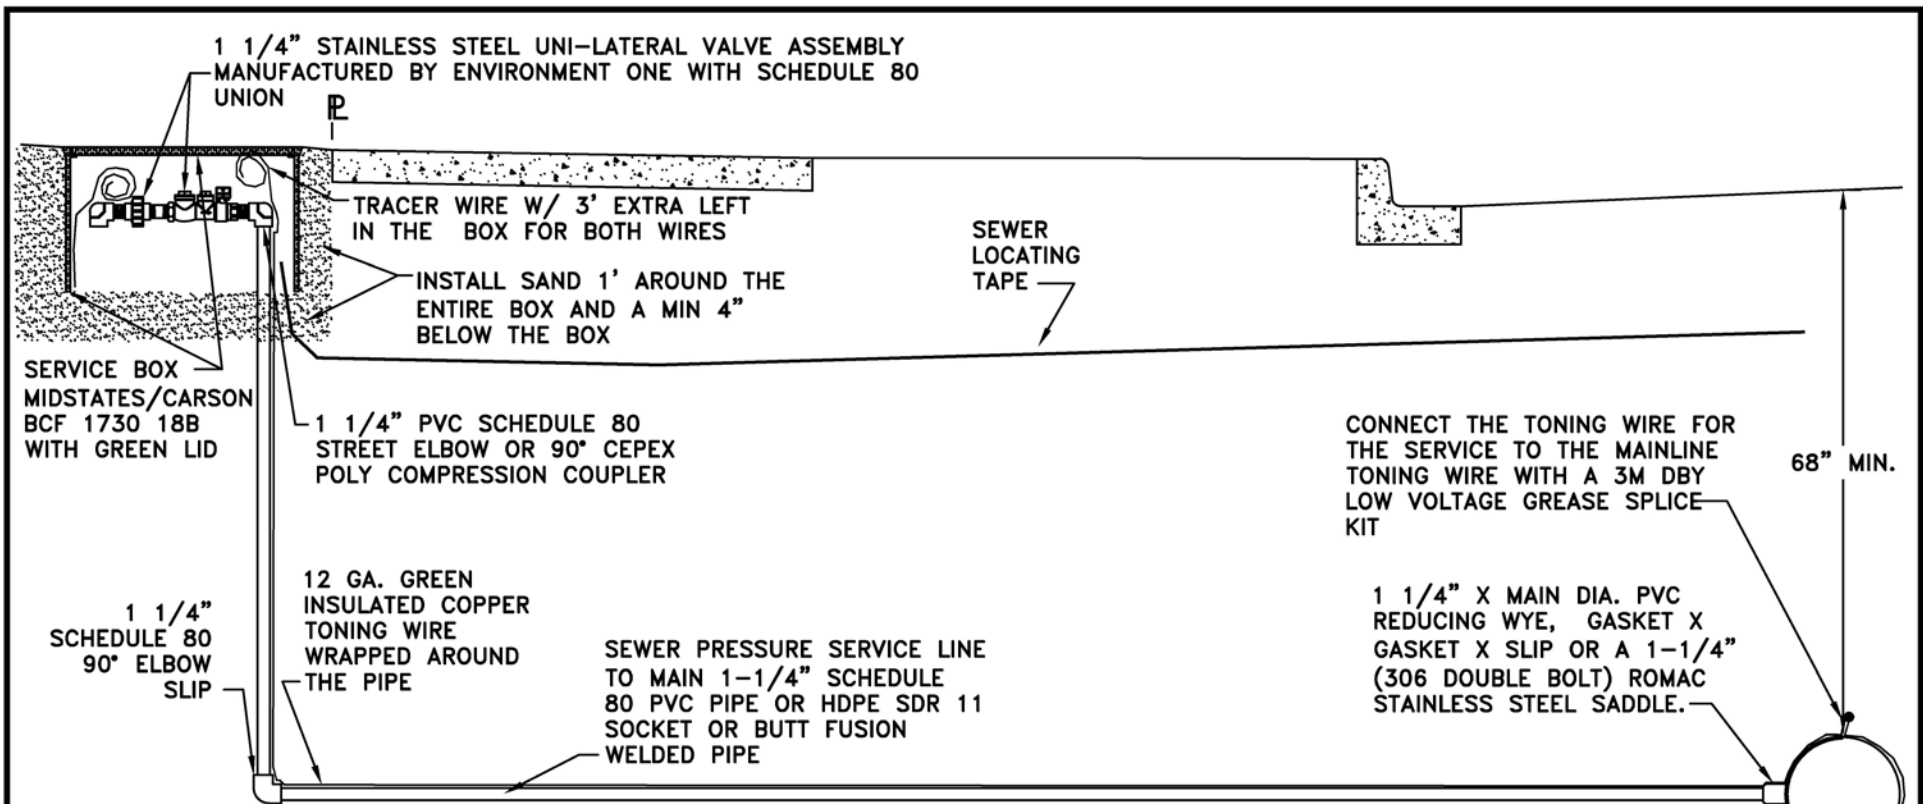 1 1/4” STAINLESS STEEL UNI-LATERAL VALVE ASSEMBLY
MANUFACTURED BY ENVIRONMENT ONE WITH SCHEDULE 80
UNION
PL
TRACER WIRE W/ 3’ EXTRA LEFT
IN THE BOX FOR BOTH WIRES
INSTALL SAND 1’ AROUND THE
ENTIRE BOX AND A MIN 4”
BELOW THE BOX
SEWER
LOCATING
TAPE
SERVICE BOX
MIDSTATES/CARSON
BCF 1730 18B
WITH GREEN LID
1 1/4” PVC SCHEDULE 80
STREET ELBOW OR 90° CEPEX
POLY COMPRESSION COUPLER
CONNECT THE TONING WIRE FOR
THE SERVICE TO THE MAINLINE
TONING WIRE WITH A 3M DBY
LOW VOLTAGE GREASE SPLICE
KIT
68” MIN.
1 1/4”
SCHEDULE 80
90° ELBOW
SLIP
12 GA. GREEN
INSULATED COPPER
TONING WIRE
WRAPPED AROUND
THE PIPE
SEWER PRESSURE SERVICE LINE
TO MAIN 1-1/4” SCHEDULE
80 PVC PIPE OR HDPE SDR 11
SOCKET OR BUTT FUSION
WELDED PIPE
1 1/4” X MAIN DIA. PVC
REDUCING WYE, GASKET X
GASKET X SLIP OR A 1-1/4”
(306 DOUBLE BOLT) ROMAC
STAINLESS STEEL SADDLE.